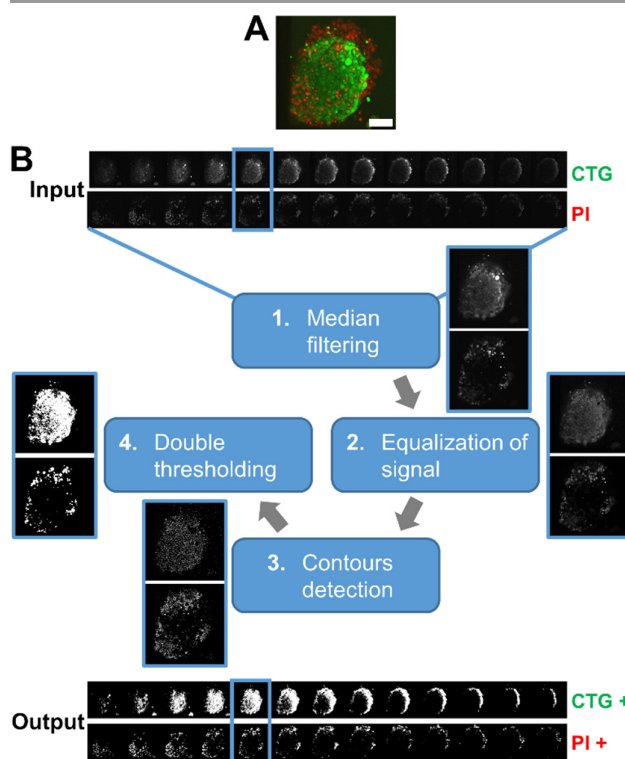 A
B
Input
CTG
PI
1. Median
filtering
2. Equalization of
signal
4. Double
thresholding
3. Contours
detection
Output
CTG +
PI +